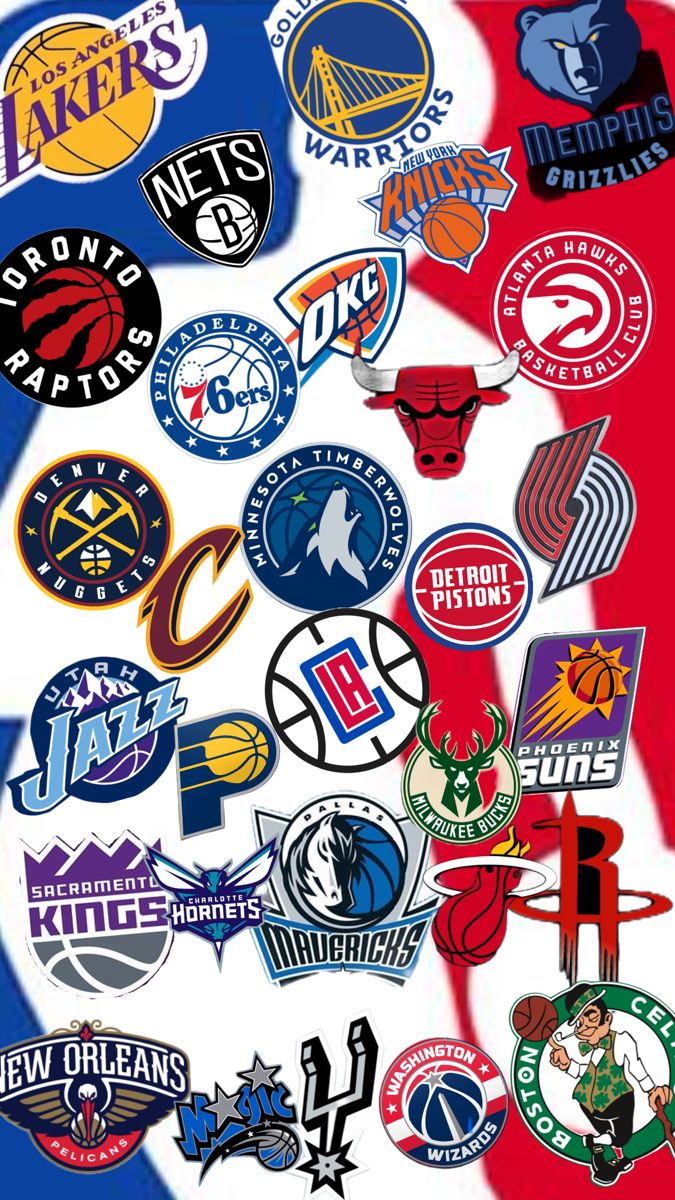 LOS ANGELES
LAKERS
GOLD
WARRIORS
MEMPHIS
GRIZZLIES
NETS
B
NEW YORK
KNICKS
TORONTO
RAPTORS
PHILADELPHIA
76ers
OKC
ATLANTA HAWKS
BASKETBALL CLUB
DENVER
NUGGETS
C
MINNESOTA TIMBERWOLVES
DETROIT
PISTONS
UTAH
JAZZ
P
LA
C
PHOENIX
SUNS
MILWAUKEE BUCKS
SACRAMENTO
KINGS
CHARLOTTE
HORNETS
DALLAS
MAVERICKS
R
NEW ORLEANS
PELICANS
MAGIC
SPUR
WASHINGTON
WIZARDS
BOSTON
CELT